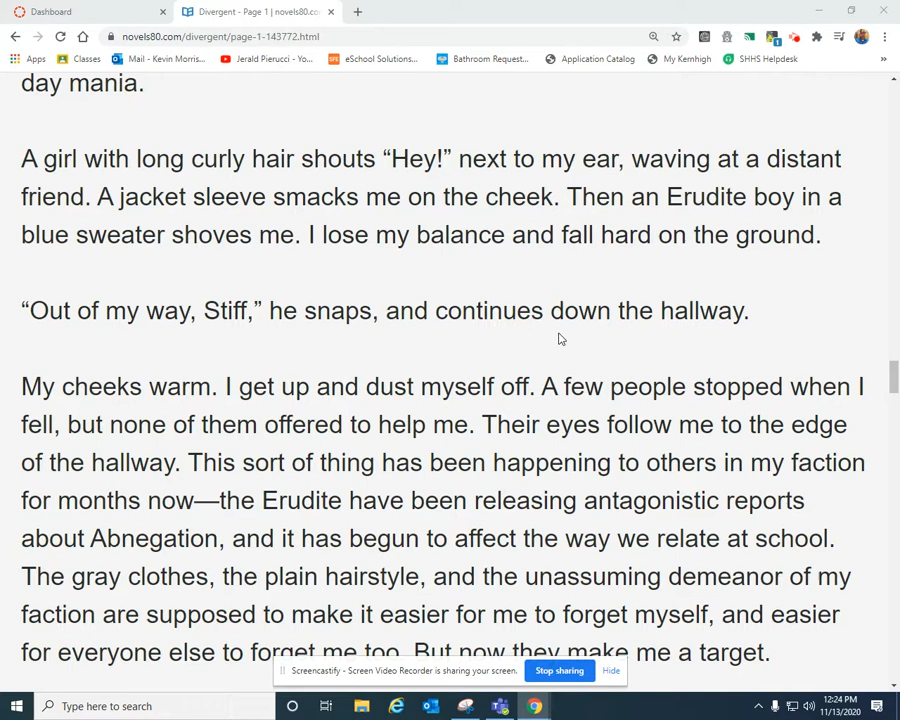 Dashboard
Divergent - Page 1 | novels80.co
novels80.com/divergent/page-1-143772.html
Apps Classes Mail - Kevin Morris... Jerald Pierucci - Yo... eSchool Solutions... Bathroom Request... Application Catalog My Kernhigh SHHS Helpdesk »
day mania.
A girl with long curly hair shouts “Hey!” next to my ear, waving at a distant
friend. A jacket sleeve smacks me on the cheek. Then an Erudite boy in a
blue sweater shoves me. I lose my balance and fall hard on the ground.
“Out of my way, Stiff,” he snaps, and continues down the hallway.
My cheeks warm. I get up and dust myself off. A few people stopped when I
fell, but none of them offered to help me. Their eyes follow me to the edge
of the hallway. This sort of thing has been happening to others in my faction
for months now—the Erudite have been releasing antagonistic reports
about Abnegation, and it has begun to affect the way we relate at school.
The gray clothes, the plain hairstyle, and the unassuming demeanor of my
faction are supposed to make it easier for me to forget myself, and easier
for everyone else to forget me too. But now they make me a target.
Screencastify - Screen Video Recorder is sharing your screen. Stop sharing Hide
Type here to search
12:24 PM
11/13/2020